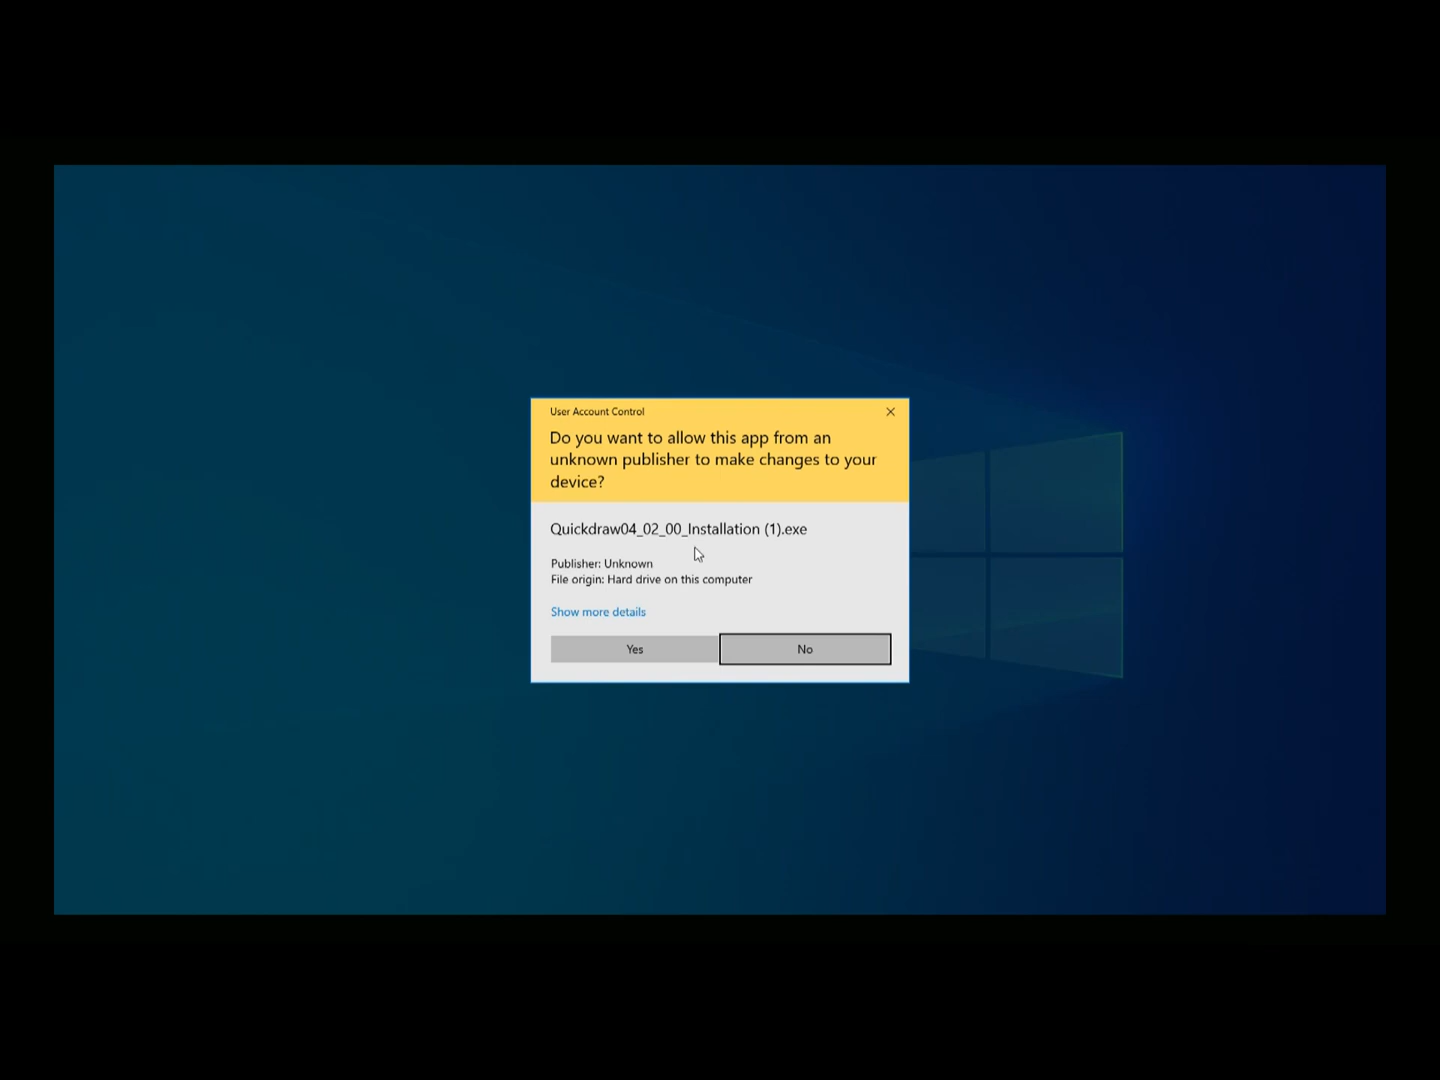 User Account Control
Do you want to allow this app from an
unknown publisher to make changes to your
device?
Quickdraw04_02_00_Installation (1).exe
Publisher: Unknown
File origin: Hard drive on this computer
Show more details
Yes
No